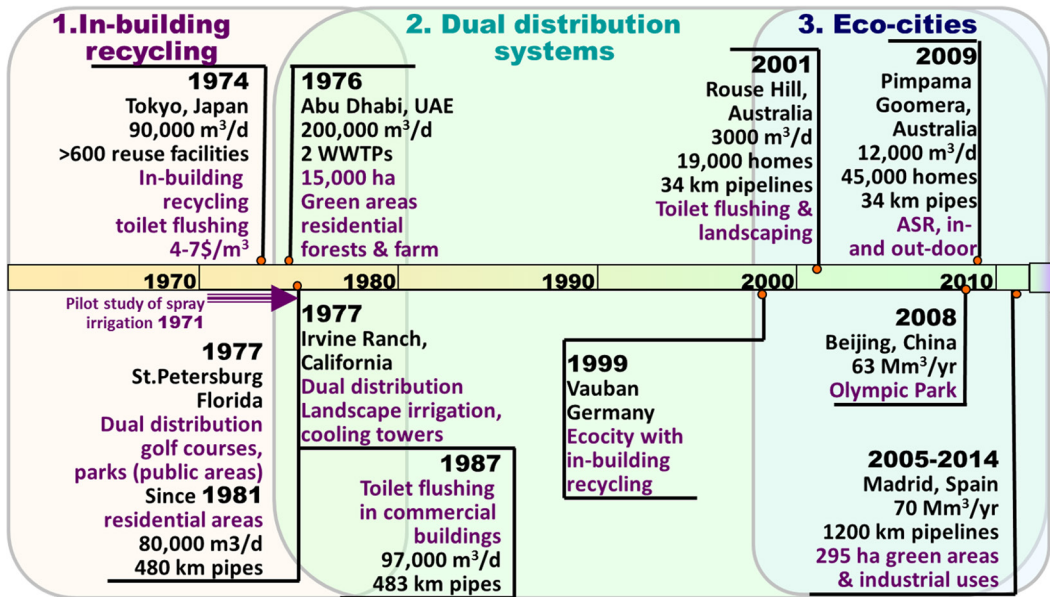 1.In-building
recycling
2. Dual distribution
systems
3. Eco-cities
1974
Tokyo, Japan
90,000 m³/d
>600 reuse facilities
In-building
recycling
toilet flushing
4-7$/m³
1976
Abu Dhabi, UAE
200,000 m³/d
2 WWTPs
15,000 ha
Green areas
residential
forests & farm
2001
Rouse Hill,
Australia
3000 m³/d
19,000 homes
34 km pipelines
Toilet flushing &
landscaping
2009
Pimpama
Goomera,
Australia
12,000 m³/d
45,000 homes
34 km pipes
ASR, in-
and out-door
1970
1980
1990
2000
2010
Pilot study of spray
irrigation 1971
1977
St.Petersburg
Florida
Dual distribution
golf courses,
parks (public areas)
Since 1981
residential areas
80,000 m3/d
480 km pipes
1977
Irvine Ranch,
California
Dual distribution
Landscape irrigation,
cooling towers
1987
Toilet flushing
in commercial
buildings
97,000 m³/d
483 km pipes
1999
Vauban
Germany
Ecocity with
in-building
recycling
2008
Beijing, China
63 Mm³/yr
Olympic Park
2005-2014
Madrid, Spain
70 Mm³/yr
1200 km pipelines
295 ha green areas
& industrial uses